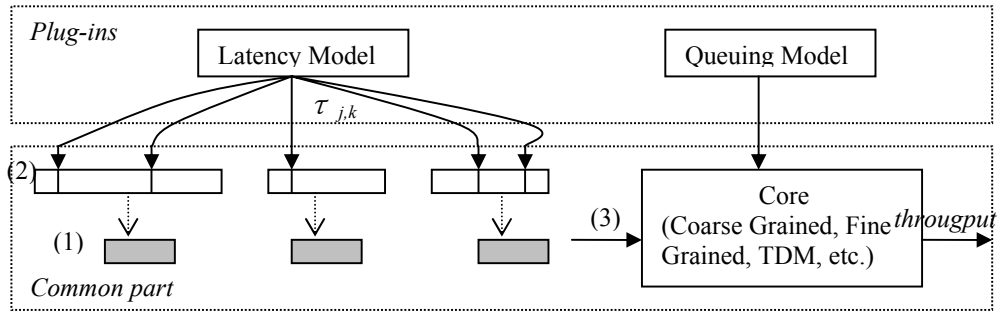 Plug-ins
Latency Model
Queuing Model
τ j,k
(2)
Core
(Coarse Grained, Fine
Grained, TDM, etc.)
througput
(3)
(1)
Common part